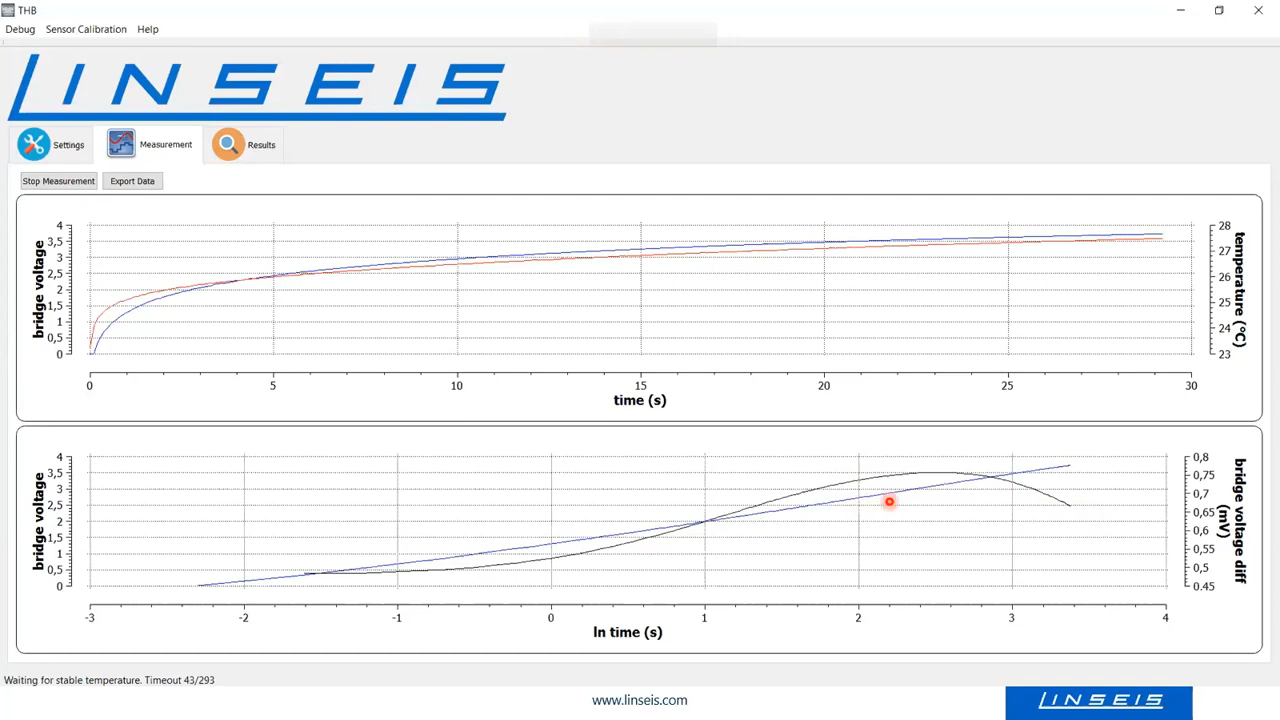 THB
Debug Sensor Calibration Help
LINSEIS
Settings Measurement Results
Stop Measurement Export Data
bridge voltage
4
3,5
3
2,5
2
1,5
1
0,5
0
28
27
26
25
24
23
temperature (°C)
0 5 10 15 20 25 30
time (s)
bridge voltage
4
3,5
3
2,5
2
1,5
1
0,5
0
0,8
0,75
0,7
0,65
0,6
0,55
0,5
0.45
bridge voltage diff
(mV)
-3 -2 -1 0 1 2 3 4
ln time (s)
Waiting for stable temperature. Timeout 43/293
www.linseis.com
LINSEIS